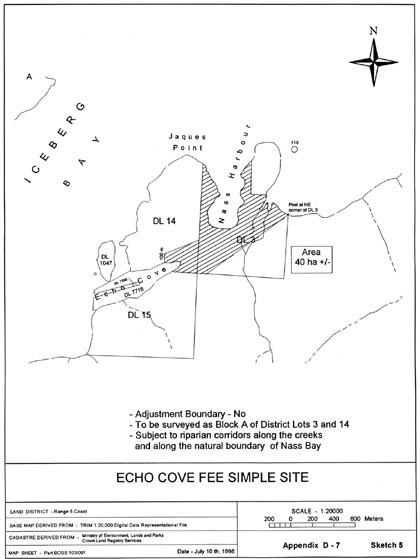 N
A
ICEBERG
BAY
Jaques
Point
Nass Harbour
119
Post at NE
corner of DL 3
DL 14
DL 3
Area
40 ha +/-
DL
1047
Echo Cove
DL 7718
DL 15
- Adjustment Boundary - No
- To be surveyed as Block A of District Lots 3 and 14
- Subject to riparian corridors along the creeks
and along the natural boundary of Nass Bay
ECHO COVE FEE SIMPLE SITE
LAND DISTRICT - Range 5 Coast
BASE MAP DERIVED FROM - TRIM 1:20,000 Digital Data Representational File
CADASTRE DERIVED FROM - Ministry of Environment, Lands and Parks
Crown Land Registry Services
MAP SHEET - Part BCGS 103I/091
Date - July 10 th, 1998
SCALE - 1:20000
200 0 200 400 600 Metres
Appendix D - 7
Sketch 5